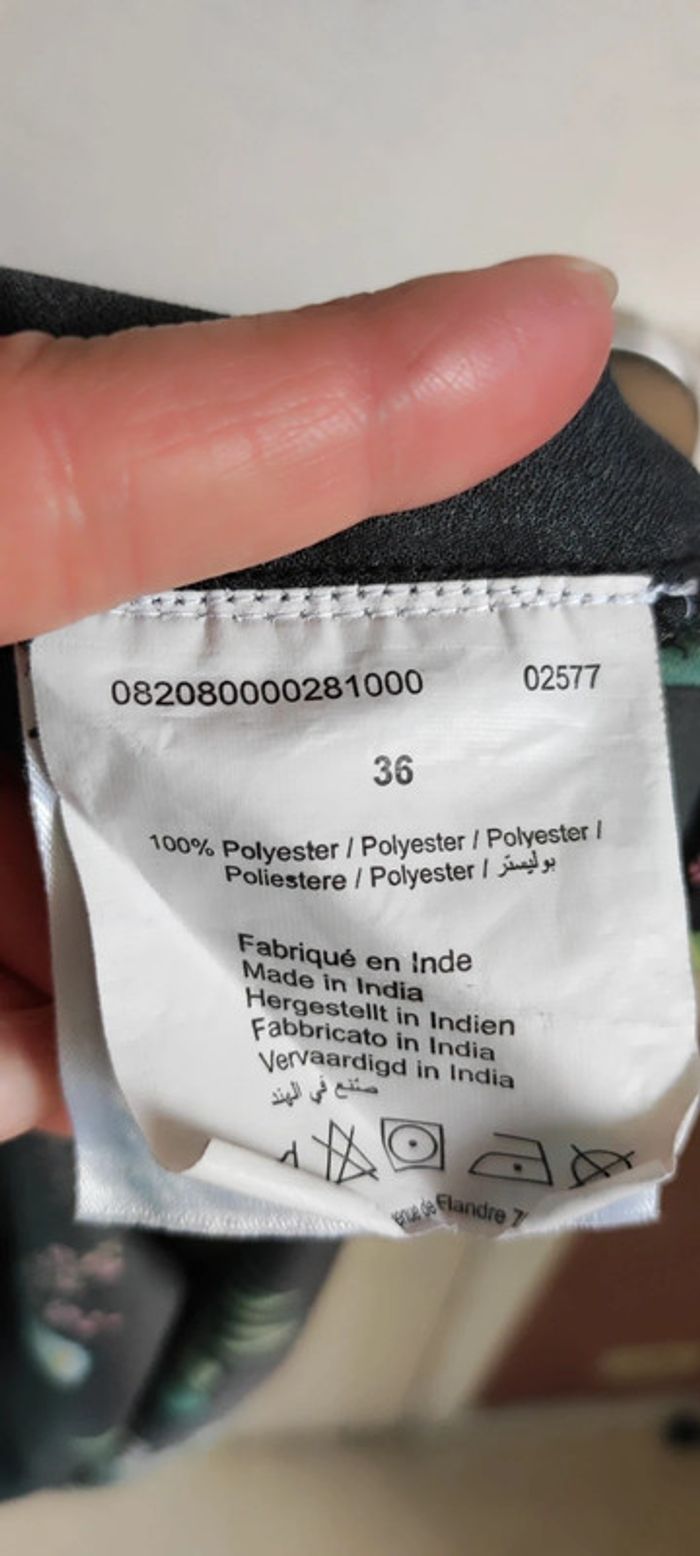 082080000281000 02577
36
100% Polyester / Polyester / Polyester /
Poliestere / Polyester / بوليستر
Fabriqué en Inde
Made in India
Hergestellt in Indien
Fabbricato in India
Vervaardigd in India
صنع في الهند
de Flandre